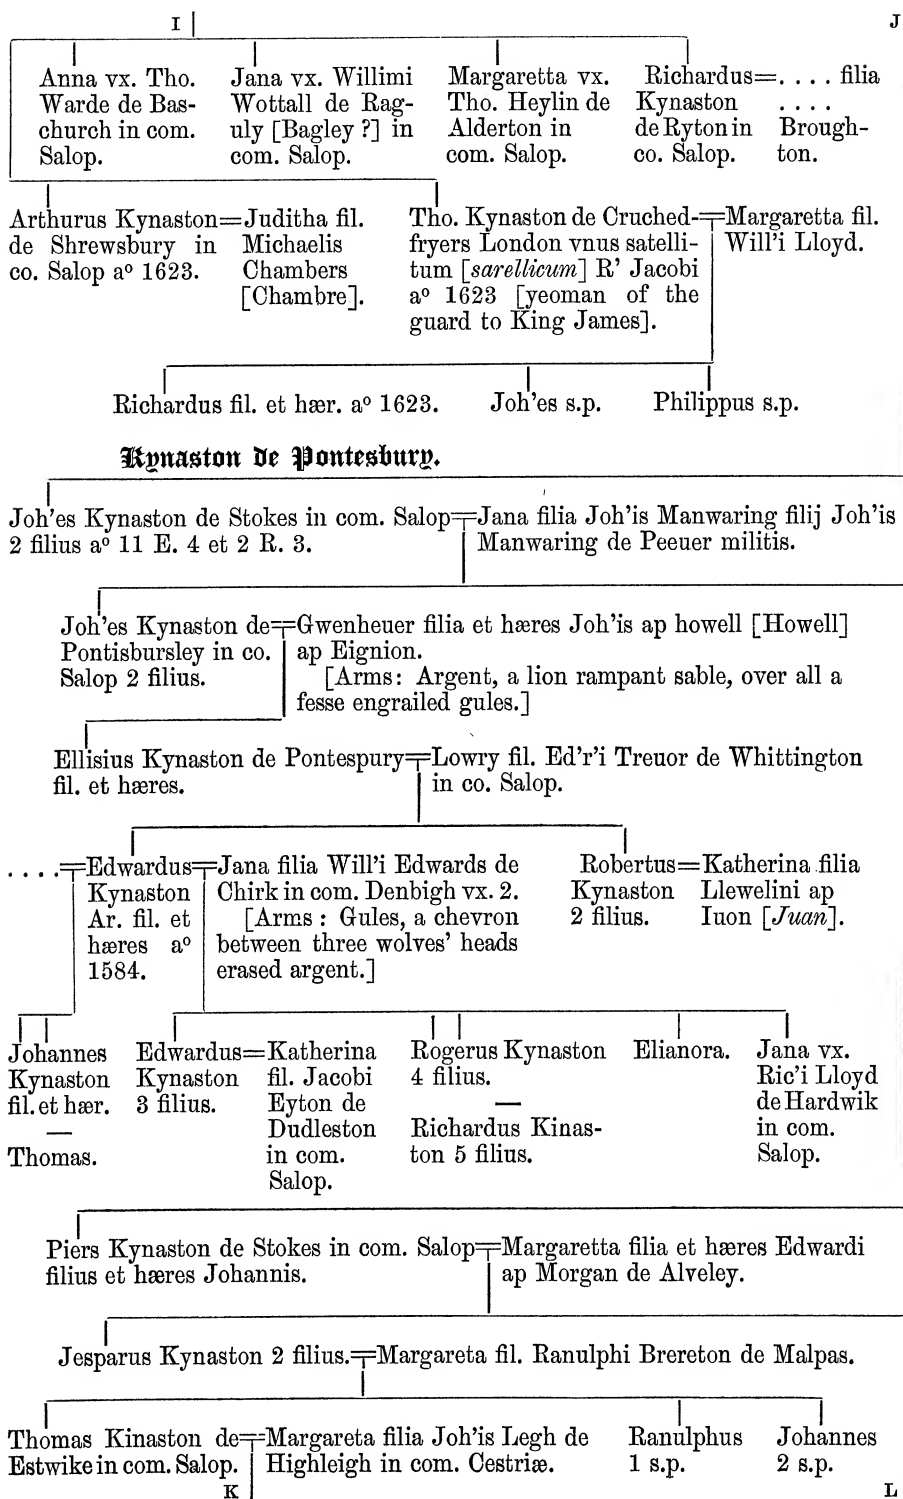 I J
Anna vx. Tho.
Warde de Bas-
church in com.
Salop.
Jana vx. Willimi
Wottall de Rag-
uly [Bagley ?] in
com. Salop.
Margaretta vx.
Tho. Heylin de
Alderton in
com. Salop.
Richardus=
Kynaston
de Ryton in
co. Salop.
. . . . filia
. . . .
Brough-
ton.
Arthurus Kynaston=
de Shrewsbury in
co. Salop aº 1623.
Juditha fil.
Michaelis
Chambers
[Chambre].
Tho. Kynaston de Cruched-
fryers London vnus satelli-
tum [sarellicum] R' Jacobi
aº 1623 [yeoman of the
guard to King James].
Margaretta fil.
Will'i Lloyd.
Richardus fil. et hær. aº 1623.
Joh'es s.p.
Philippus s.p.
Kynaston de Pontesbury.
Joh'es Kynaston de Stokes in com. Salop
2 filius aº 11 E. 4 et 2 R. 3.
Jana filia Joh'is Manwaring filij Joh'is
Manwaring de Peeuer militis.
Joh'es Kynaston de
Pontisbursley in co.
Salop 2 filius.
Gwenheuer filia et hæres Joh'is ap howell [Howell]
ap Eignion.
[Arms: Argent, a lion rampant sable, over all a
fesse engrailed gules.]
Ellisius Kynaston de Pontespury
fil. et hæres.
Lowry fil. Ed'r'i Treuor de Whittington
in co. Salop.
. . . .
Edwardus
Kynaston
Ar. fil. et
hæres aº
1584.
Jana filia Will'i Edwards de
Chirk in com. Denbigh vx. 2.
[Arms : Gules, a chevron
between three wolves' heads
erased argent.]
Robertus=
Kynaston
2 filius.
Katherina filia
Llewelini ap
Iuon [Juan].
Johannes
Kynaston
fil. et hær.
—
Thomas.
Edwardus=
Kynaston
3 filius.
Katherina
fil. Jacobi
Eyton de
Dudleston
in com.
Salop.
Rogerus Kynaston
4 filius.
—
Richardus Kinas-
ton 5 filius.
Elianora.
Jana vx.
Ric'i Lloyd
de Hardwik
in com.
Salop.
Piers Kynaston de Stokes in com. Salop
filius et hæres Johannis.
Margaretta filia et hæres Edwardi
ap Morgan de Alveley.
Jesparus Kynaston 2 filius.
Margareta fil. Ranulphi Brereton de Malpas.
Thomas Kinaston de
Estwike in com. Salop.
Margareta filia Joh'is Legh de
Highleigh in com. Cestriæ.
Ranulphus
1 s.p.
Johannes
2 s.p.
K L